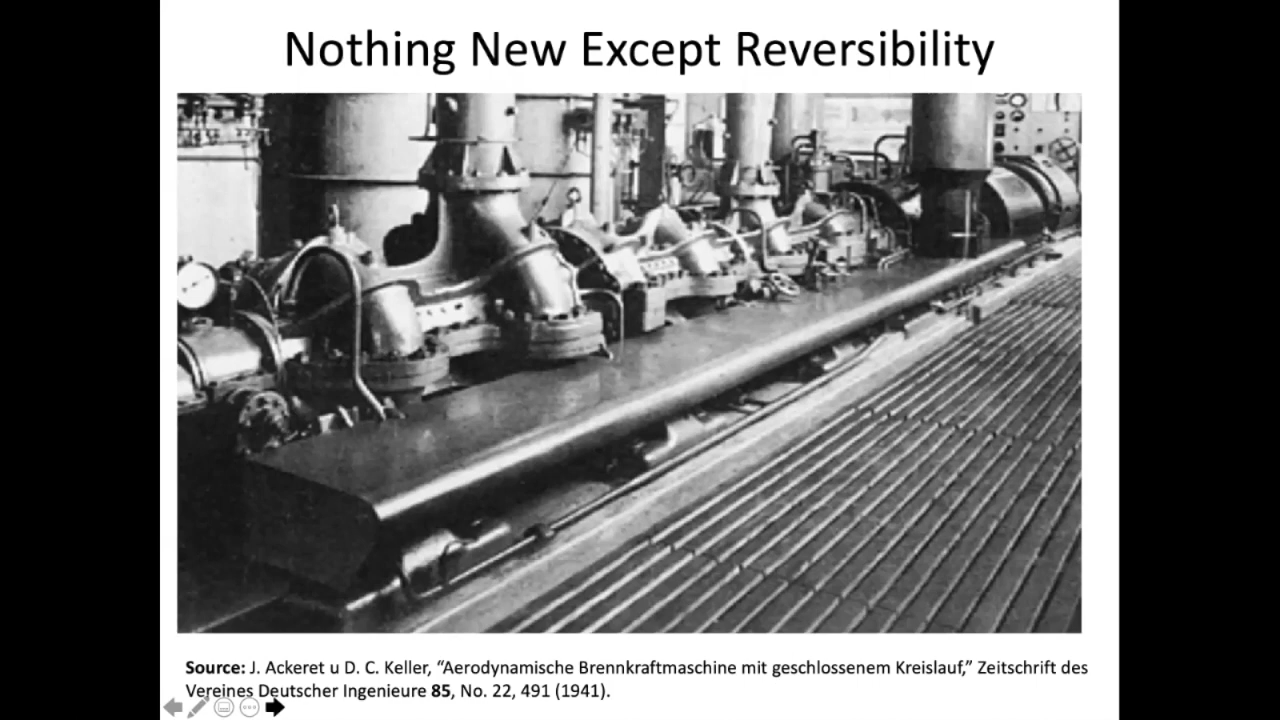 Nothing New Except Reversibility
Source: J. Ackeret u D. C. Keller, “Aerodynamische Brennkraftmaschine mit geschlossenem Kreislauf,” Zeitschrift des
Vereines Deutscher Ingenieure 85, No. 22, 491 (1941).